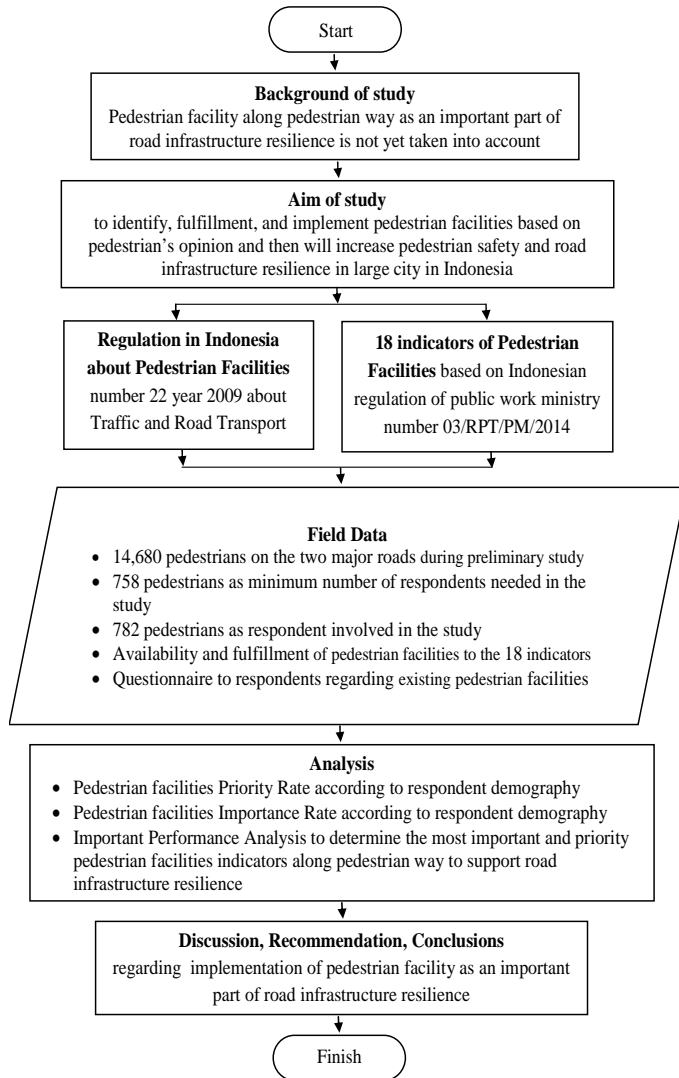 Start
Background of study
Pedestrian facility along pedestrian way as an important part of
road infrastructure resilience is not yet taken into account
Aim of study
to identify, fulfillment, and implement pedestrian facilities based on
pedestrian's opinion and then will increase pedestrian safety and road
infrastructure resilience in large city in Indonesia
Regulation in Indonesia
about Pedestrian Facilities
number 22 year 2009 about
Traffic and Road Transport
18 indicators of Pedestrian
Facilities based on Indonesian
regulation of public work ministry
number 03/RPT/PM/2014
Field Data
• 14,680 pedestrians on the two major roads during preliminary study
• 758 pedestrians as minimum number of respondents needed in the
study
• 782 pedestrians as respondent involved in the study
• Availability and fulfillment of pedestrian facilities to the 18 indicators
• Questionnaire to respondents regarding existing pedestrian facilities
Analysis
• Pedestrian facilities Priority Rate according to respondent demography
• Pedestrian facilities Importance Rate according to respondent demography
• Important Performance Analysis to determine the most important and priority
pedestrian facilities indicators along pedestrian way to support road
infrastructure resilience
Discussion, Recommendation, Conclusions
regarding implementation of pedestrian facility as an important
part of road infrastructure resilience
Finish